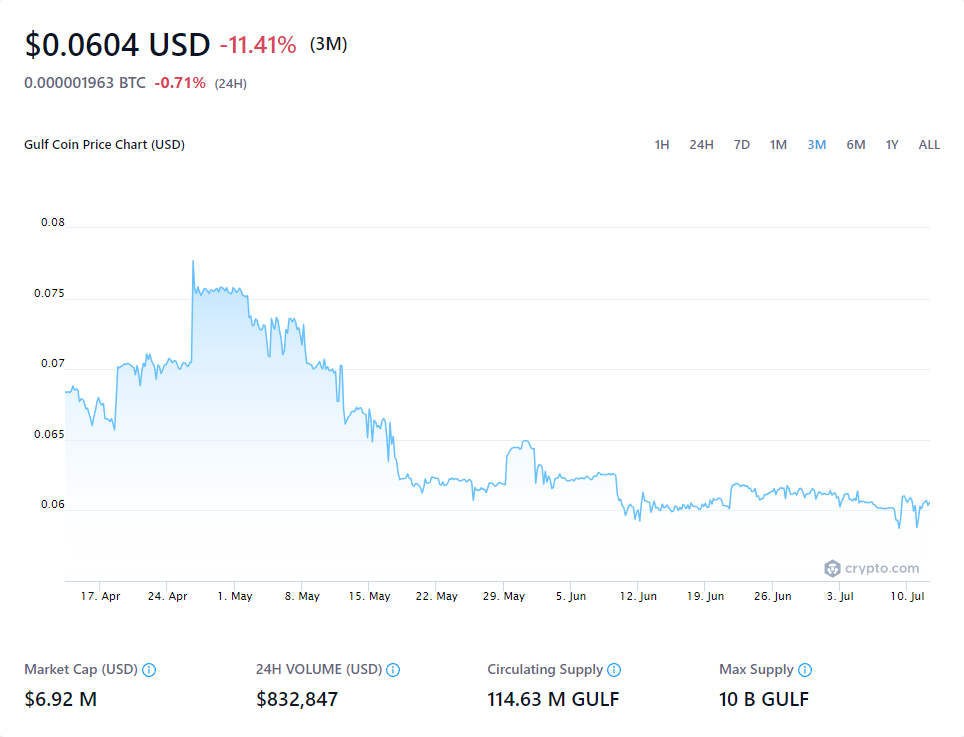 $0.0604 USD -11.41% (3M)
0.000001963 BTC -0.71% (24H)
Gulf Coin Price Chart (USD) 1H 24H 7D 1M 3M 6M 1Y ALL
0.08
0.075
0.07
0.065
0.06
crypto.com
17. Apr 24. Apr 1. May 8. May 15. May 22. May 29. May 5. Jun 12. Jun 19. Jun 26. Jun 3. Jul 10. Jul
Market Cap (USD) 24H VOLUME (USD) Circulating Supply Max Supply
$6.92 M $832,847 114.63 M GULF 10 B GULF